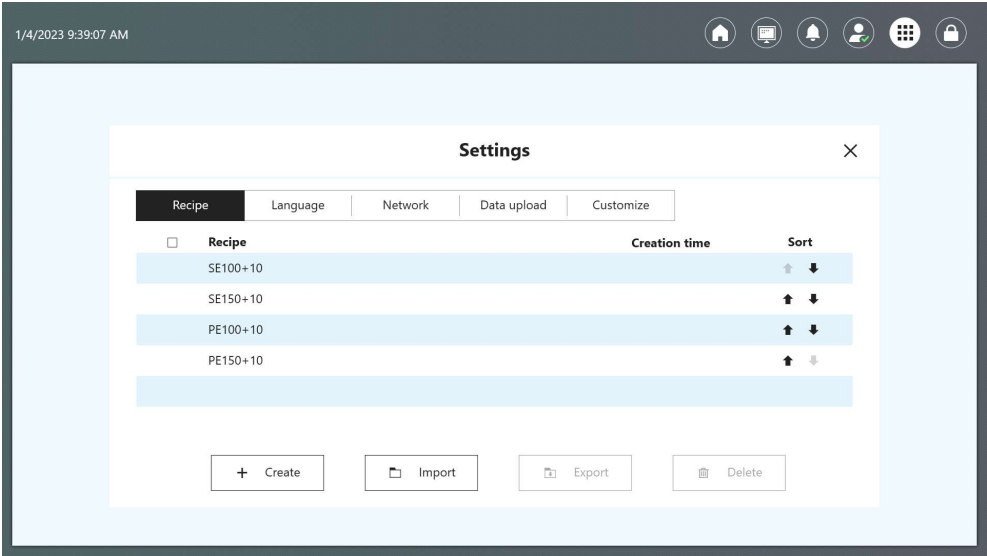 1/4/2023 9:39:07 AM
Settings
Recipe Language Network Data upload Customize
Recipe Creation time Sort
SE100+10
SE150+10
PE100+10
PE150+10
+ Create Import Export Delete